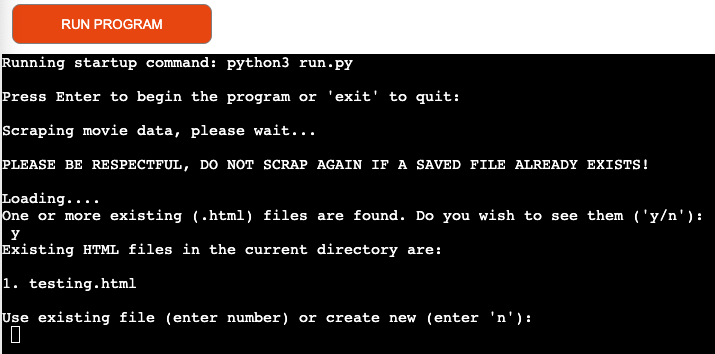 RUN PROGRAM
Running startup command: python3 run.py
Press Enter to begin the program or 'exit' to quit:
Scraping movie data, please wait...
PLEASE BE RESPECTFUL, DO NOT SCRAP AGAIN IF A SAVED FILE ALREADY EXISTS!
Loading....
One or more existing (.html) files are found. Do you wish to see them ('y/n'):
y
Existing HTML files in the current directory are:
1. testing.html
Use existing file (enter number) or create new (enter 'n'):